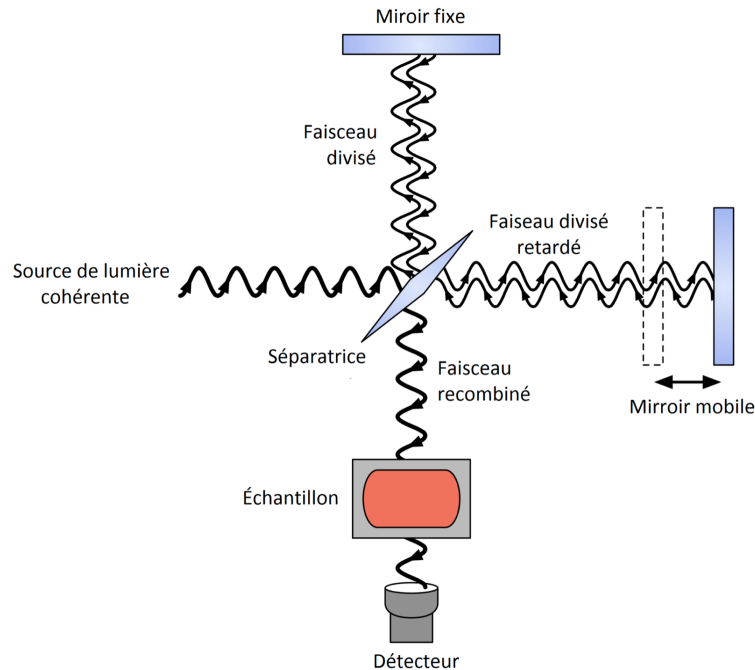 Miroir fixe
Faisceau
divisé
Faiseau divisé
retardé
Source de lumière
cohérente
Séparatrice
Faisceau
recombiné
Mirroir mobile
Échantillon
Détecteur